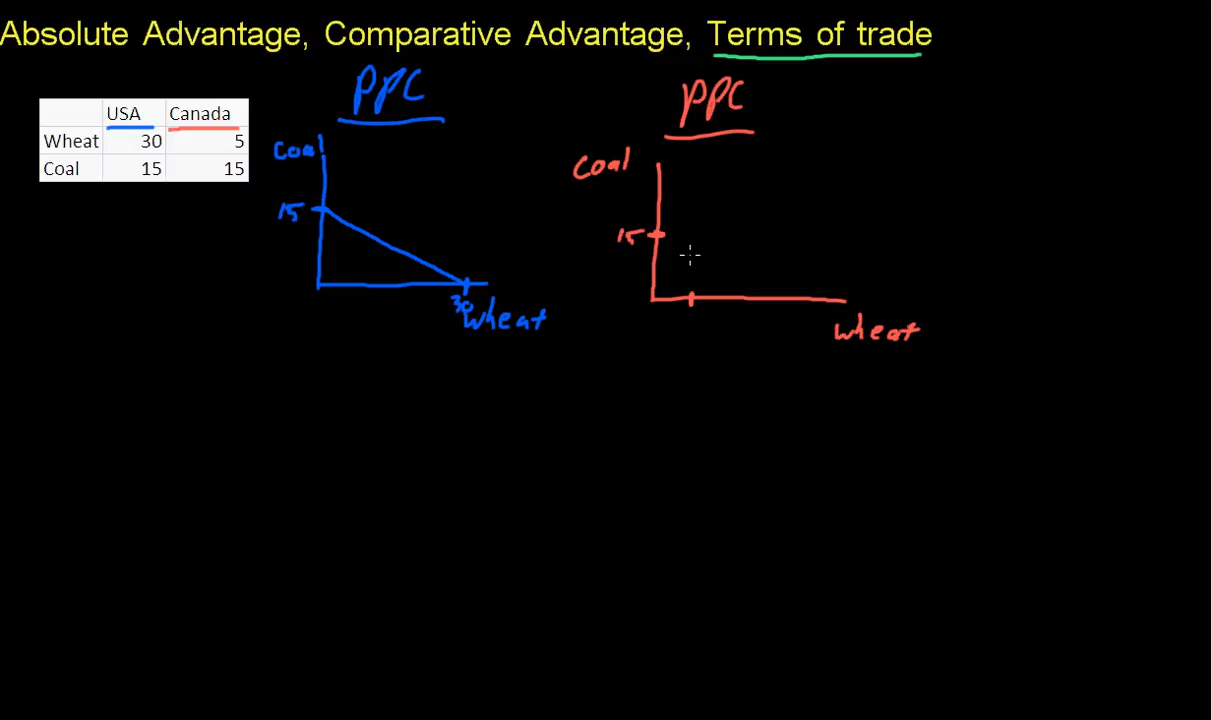 Absolute Advantage, Comparative Advantage, Terms of trade
PPC
PPC
USA Canada
Wheat 30 5
Coal 15 15
Coal
15
30
Wheat
Coal
15
Wheat